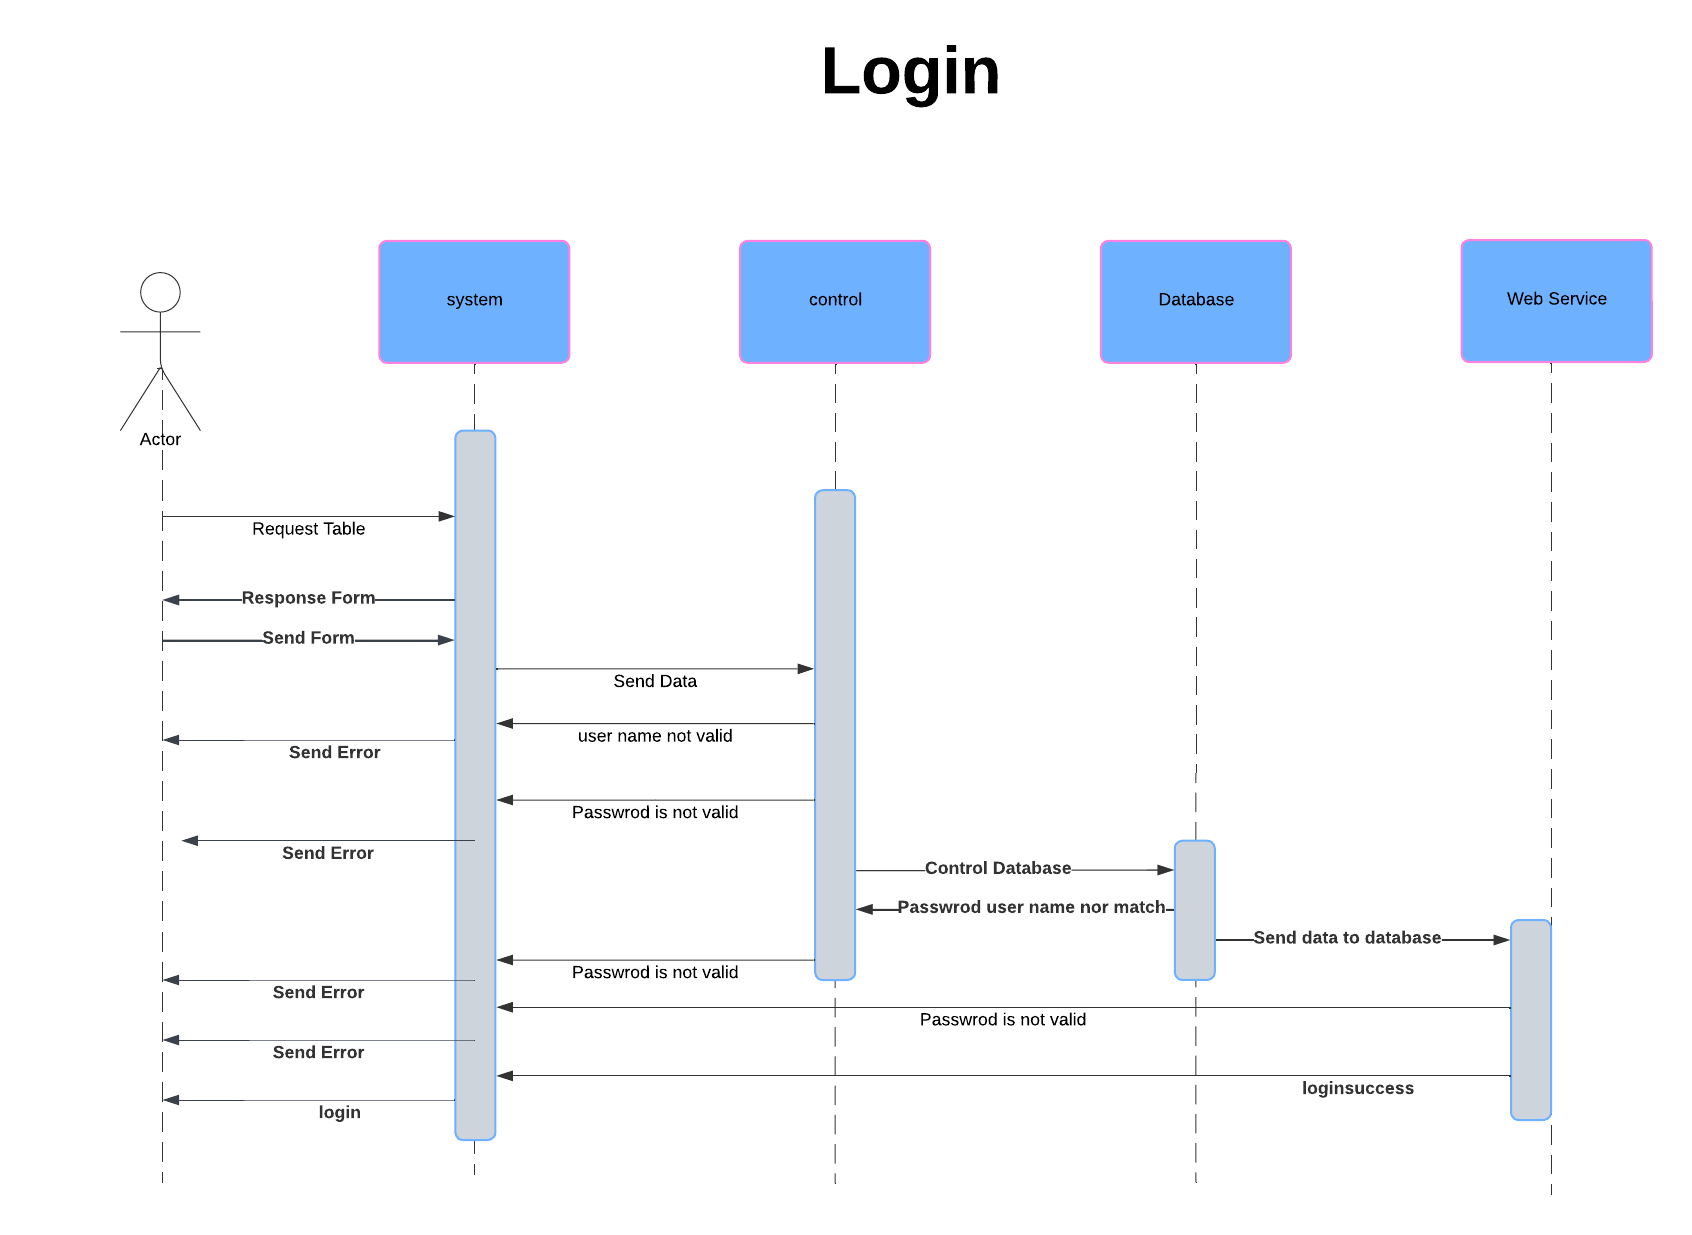 Login
system
control
Database
Web Service
Actor
Request Table
Response Form
Send Form
Send Data
user name not valid
Send Error
Passwrod is not valid
Send Error
Control Database
Passwrod user name nor match
Send data to database
Passwrod is not valid
Send Error
Passwrod is not valid
Send Error
loginsuccess
login